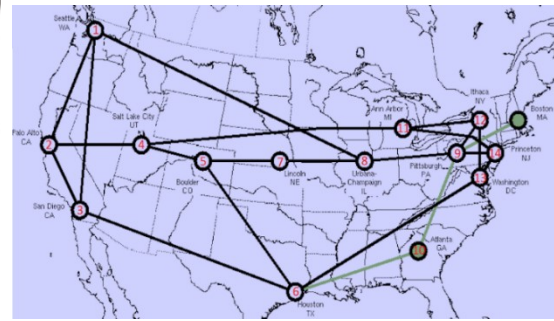 Seattle
WA
1
Ithaca
NY
Boston
MA
Ann Arbor
MI
11
12
Salt Lake City
UT
Palo Alto
CA
2
4
5
7
8
9
14
Princeton
NJ
Boulder
CO
Lincoln
NE
Urbana-
Champaign
IL
Pittsburgh
PA
13
Washington
DC
San Diego
CA
3
Atlanta
GA
6
Houston
TX